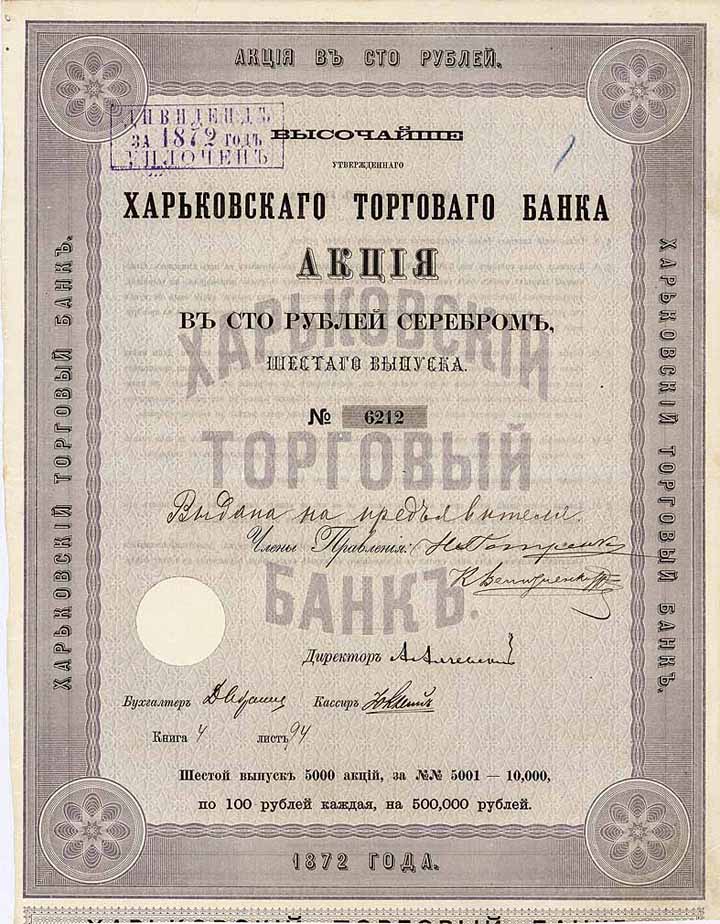 АКЦІЯ ВЪ СТО РУБЛЕЙ.
ДИВИДЕНДЪ
ЗА 1872 ГОДЪ
УПЛОЧЕНЪ
ВЫСОЧАЙШЕ
УТВЕРЖДЕННАГО
ХАРЬКОВСКАГО ТОРГОВАГО БАНКА
АКЦІЯ
ВЪ СТО РУБЛЕЙ СЕРЕБРОМЪ,
ШЕСТАГО ВЫПУСКА.
№ 6212
ХАРЬКОВСКІЙ
ТОРГОВЫЙ
БАНКЪ.
Выдана на предъявителя.
Члены Правленія:
Директоръ
Бухгалтеръ Кассиръ
Книга 4 листъ 94
Шестой выпускъ 5000 акцій, за №№ 5001 — 10,000,
по 100 рублей каждая, на 500,000 рублей.
1872 ГОДА.
ХАРЬКОВСКІЙ ТОРГОВЫЙ БАНКЪ.
ХАРЬКОВСКІЙ ТОРГОВЫЙ БАНКЪ.
ХАРЬКОВСКІЙ ТОРГОВЫЙ